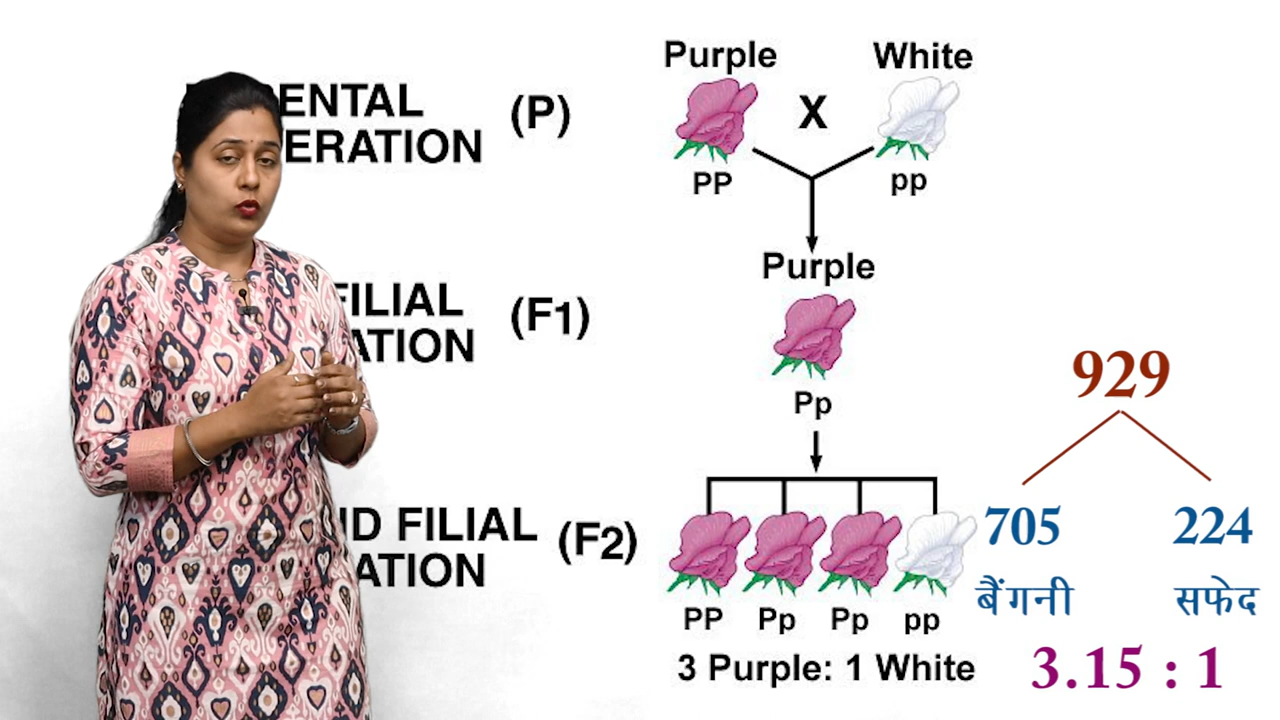 Purple White
ENTAL (P)
ERATION
X
PP pp
Purple
FILIAL (F1)
ATION
929
Pp
ID FILIAL (F2)
ATION
705 224
बैंगनी सफेद
PP Pp Pp pp
3 Purple: 1 White
3.15 : 1